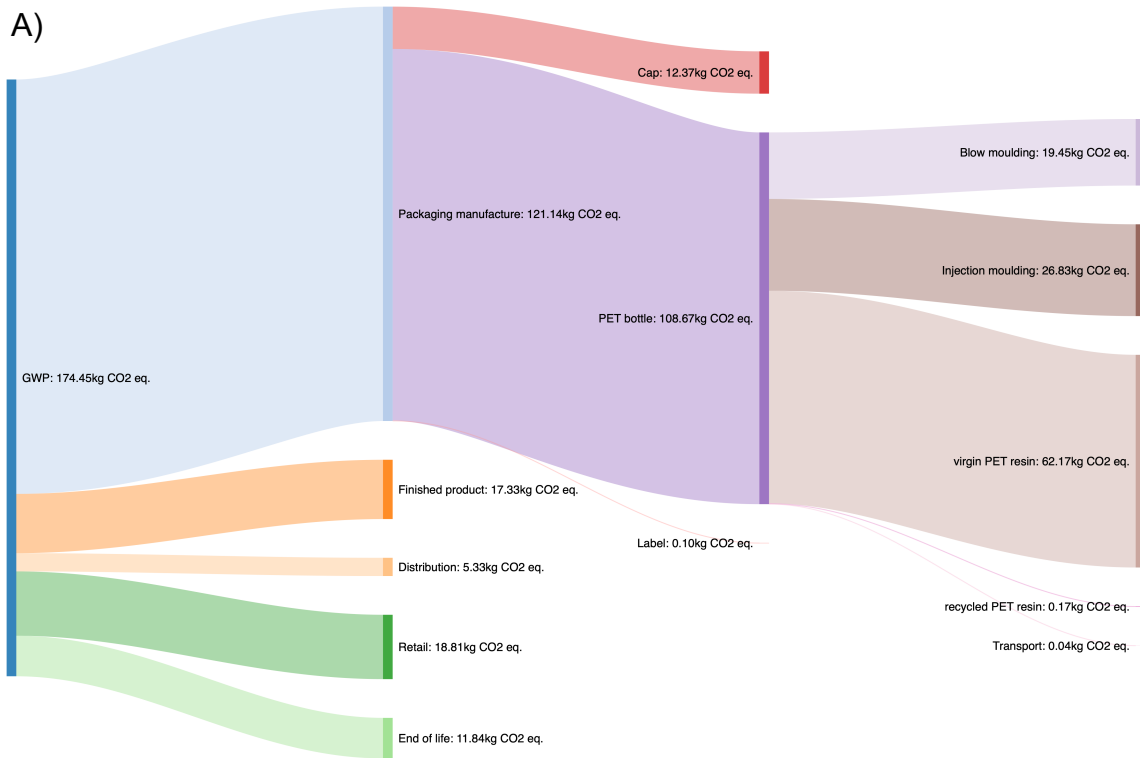 A)
Cap: 12.37kg CO2 eq.
Blow moulding: 19.45kg CO2 eq.
Packaging manufacture: 121.14kg CO2 eq.
Injection moulding: 26.83kg CO2 eq.
PET bottle: 108.67kg CO2 eq.
GWP: 174.45kg CO2 eq.
virgin PET resin: 62.17kg CO2 eq.
Finished product: 17.33kg CO2 eq.
Label: 0.10kg CO2 eq.
Distribution: 5.33kg CO2 eq.
recycled PET resin: 0.17kg CO2 eq.
Retail: 18.81kg CO2 eq.
Transport: 0.04kg CO2 eq.
End of life: 11.84kg CO2 eq.